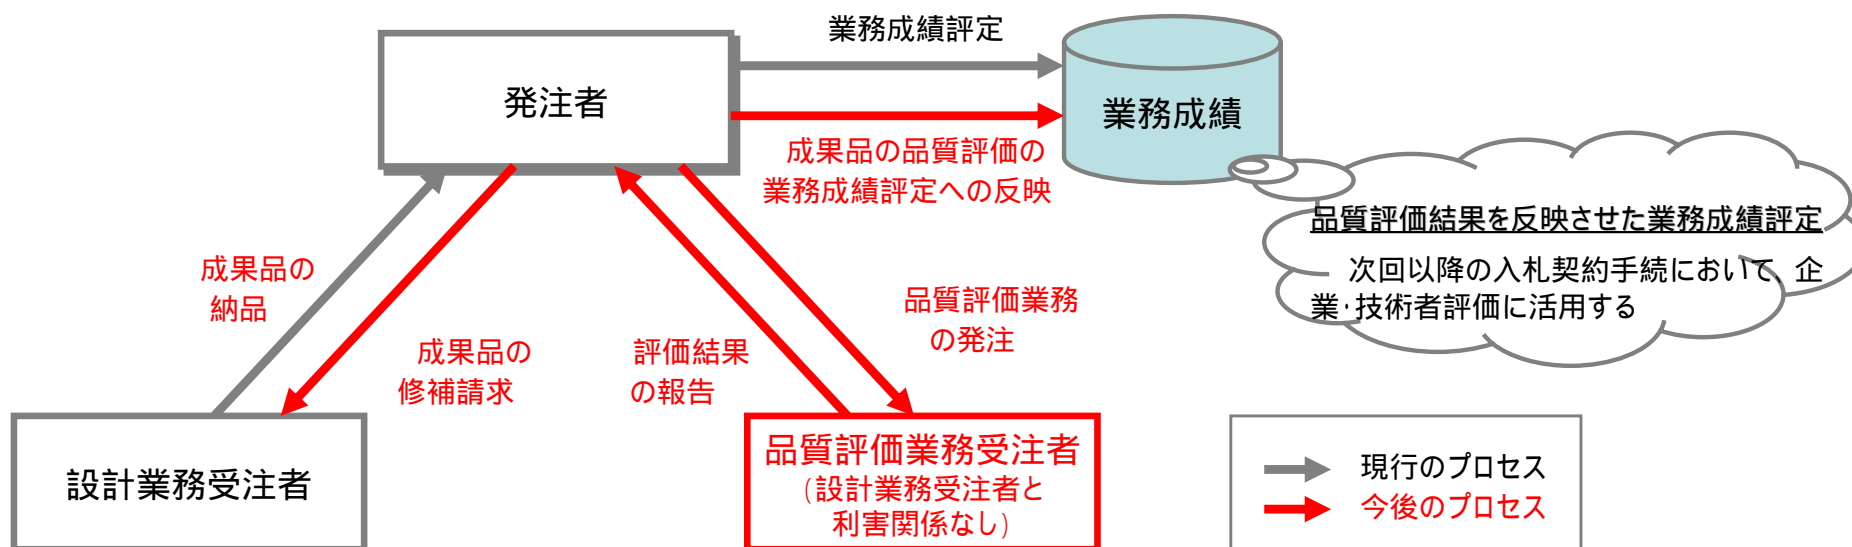 業務成績評定
発注者
業務成績
成果品の品質評価の
業務成績評定への反映
品質評価結果を反映させた業務成績評定
次回以降の入札契約手続において、企
業・技術者評価に活用する
成果品の
納品
品質評価業務
の発注
成果品の
修補請求
評価結果
の報告
設計業務受注者
品質評価業務受注者
(設計業務受注者と
利害関係なし)
現行のプロセス
今後のプロセス